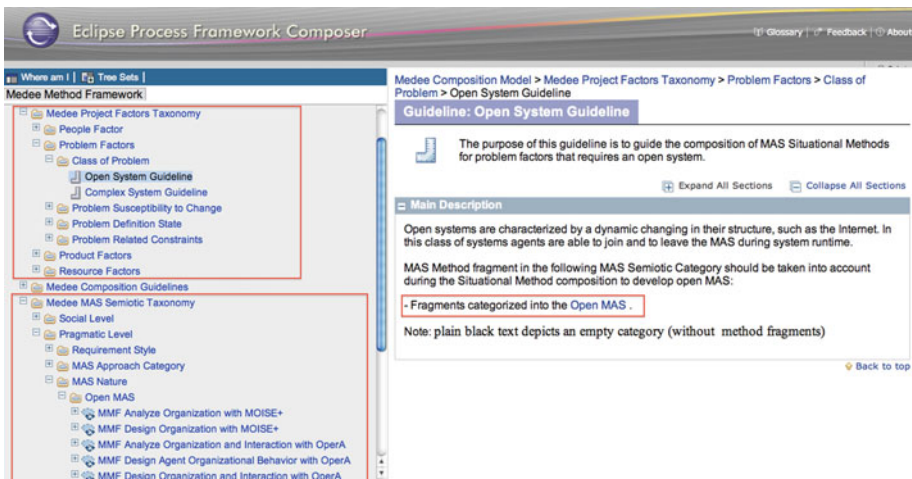 Eclipse Process Framework Composer
Glossary | Feedback | About
Where am I | Tree Sets |
Medee Method Framework
Medee Project Factors Taxonomy
People Factor
Problem Factors
Class of Problem
Open System Guideline
Complex System Guideline
Problem Susceptibility to Change
Problem Definition State
Problem Related Constraints
Product Factors
Resource Factors
Medee Composition Guidelines
Medee MAS Semiotic Taxonomy
Social Level
Pragmatic Level
Requirement Style
MAS Approach Category
MAS Nature
Open MAS
MMF Analyze Organization with MOISE+
MMF Design Organization with MOISE+
MMF Analyze Organization and Interaction with OperA
MMF Design Agent Organizational Behavior with OperA
MMF Design Organization and Interaction with OperA
Medee Composition Model > Medee Project Factors Taxonomy > Problem Factors > Class of
Problem > Open System Guideline
Guideline: Open System Guideline
The purpose of this guideline is to guide the composition of MAS Situational Methods
for problem factors that requires an open system.
Expand All Sections Collapse All Sections
Main Description
Open systems are characterized by a dynamic changing in their structure, such as the Internet. In
this class of systems agents are able to join and to leave the MAS during system runtime.
MAS Method fragment in the following MAS Semiotic Category should be taken into account
during the Situational Method composition to develop open MAS:
- Fragments categorized into the Open MAS .
Note: plain black text depicts an empty category (without method fragments)
Back to top